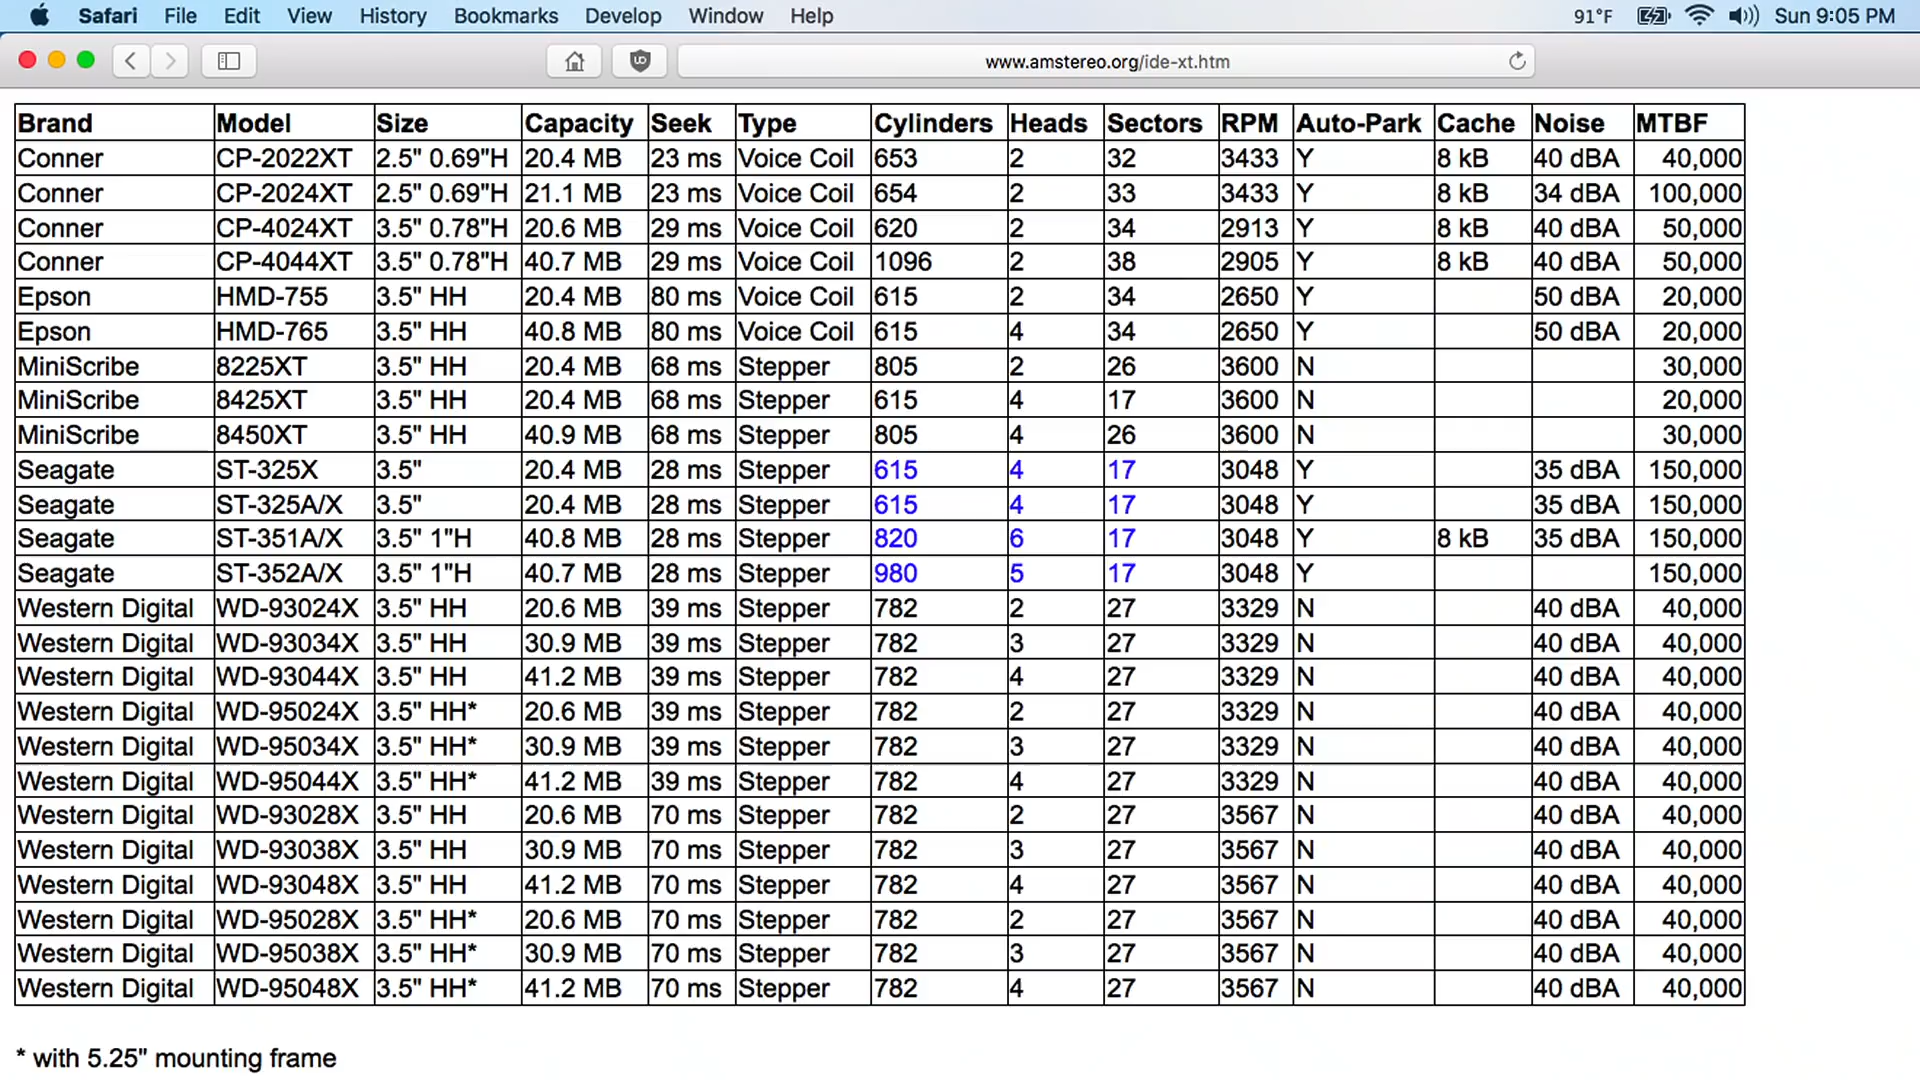 Safari File Edit View History Bookmarks Develop Window Help 91°F Sun 9:05 PM
www.amstereo.org/ide-xt.htm
Brand Model Size Capacity Seek Type Cylinders Heads Sectors RPM Auto-Park Cache Noise MTBF
Conner CP-2022XT 2.5" 0.69"H 20.4 MB 23 ms Voice Coil 653 2 32 3433 Y 8 kB 40 dBA 40,000
Conner CP-2024XT 2.5" 0.69"H 21.1 MB 23 ms Voice Coil 654 2 33 3433 Y 8 kB 34 dBA 100,000
Conner CP-4024XT 3.5" 0.78"H 20.6 MB 29 ms Voice Coil 620 2 34 2913 Y 8 kB 40 dBA 50,000
Conner CP-4044XT 3.5" 0.78"H 40.7 MB 29 ms Voice Coil 1096 2 38 2905 Y 8 kB 40 dBA 50,000
Epson HMD-755 3.5" HH 20.4 MB 80 ms Voice Coil 615 2 34 2650 Y 50 dBA 20,000
Epson HMD-765 3.5" HH 40.8 MB 80 ms Voice Coil 615 4 34 2650 Y 50 dBA 20,000
MiniScribe 8225XT 3.5" HH 20.4 MB 68 ms Stepper 805 2 26 3600 N 30,000
MiniScribe 8425XT 3.5" HH 20.4 MB 68 ms Stepper 615 4 17 3600 N 20,000
MiniScribe 8450XT 3.5" HH 40.9 MB 68 ms Stepper 805 4 26 3600 N 30,000
Seagate ST-325X 3.5" 20.4 MB 28 ms Stepper 615 4 17 3048 Y 35 dBA 150,000
Seagate ST-325A/X 3.5" 20.4 MB 28 ms Stepper 615 4 17 3048 Y 35 dBA 150,000
Seagate ST-351A/X 3.5" 1"H 40.8 MB 28 ms Stepper 820 6 17 3048 Y 8 kB 35 dBA 150,000
Seagate ST-352A/X 3.5" 1"H 40.7 MB 28 ms Stepper 980 5 17 3048 Y 150,000
Western Digital WD-93024X 3.5" HH 20.6 MB 39 ms Stepper 782 2 27 3329 N 40 dBA 40,000
Western Digital WD-93034X 3.5" HH 30.9 MB 39 ms Stepper 782 3 27 3329 N 40 dBA 40,000
Western Digital WD-93044X 3.5" HH 41.2 MB 39 ms Stepper 782 4 27 3329 N 40 dBA 40,000
Western Digital WD-95024X 3.5" HH* 20.6 MB 39 ms Stepper 782 2 27 3329 N 40 dBA 40,000
Western Digital WD-95034X 3.5" HH* 30.9 MB 39 ms Stepper 782 3 27 3329 N 40 dBA 40,000
Western Digital WD-95044X 3.5" HH* 41.2 MB 39 ms Stepper 782 4 27 3329 N 40 dBA 40,000
Western Digital WD-93028X 3.5" HH 20.6 MB 70 ms Stepper 782 2 27 3567 N 40 dBA 40,000
Western Digital WD-93038X 3.5" HH 30.9 MB 70 ms Stepper 782 3 27 3567 N 40 dBA 40,000
Western Digital WD-93048X 3.5" HH 41.2 MB 70 ms Stepper 782 4 27 3567 N 40 dBA 40,000
Western Digital WD-95028X 3.5" HH* 20.6 MB 70 ms Stepper 782 2 27 3567 N 40 dBA 40,000
Western Digital WD-95038X 3.5" HH* 30.9 MB 70 ms Stepper 782 3 27 3567 N 40 dBA 40,000
Western Digital WD-95048X 3.5" HH* 41.2 MB 70 ms Stepper 782 4 27 3567 N 40 dBA 40,000
* with 5.25" mounting frame